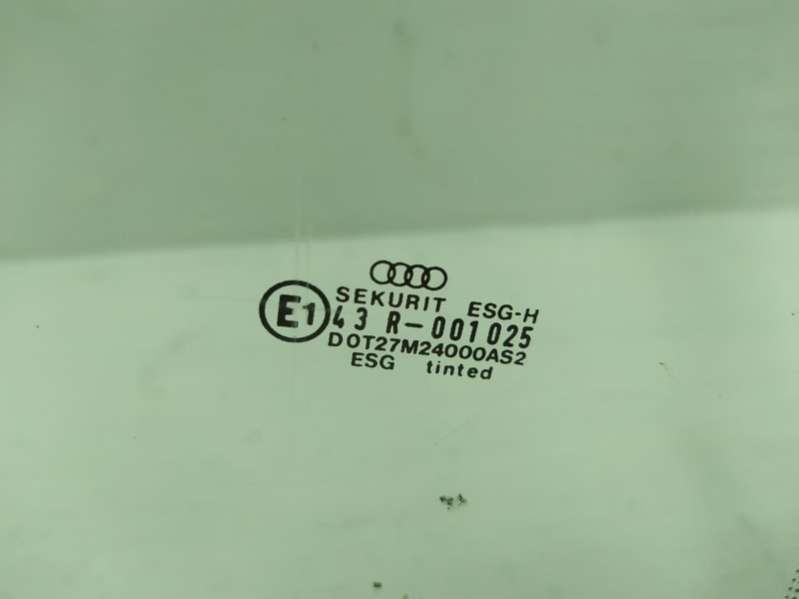 SEKURIT ESG-H
E1 43 R-001025
DOT27M24000AS2
ESG tinted